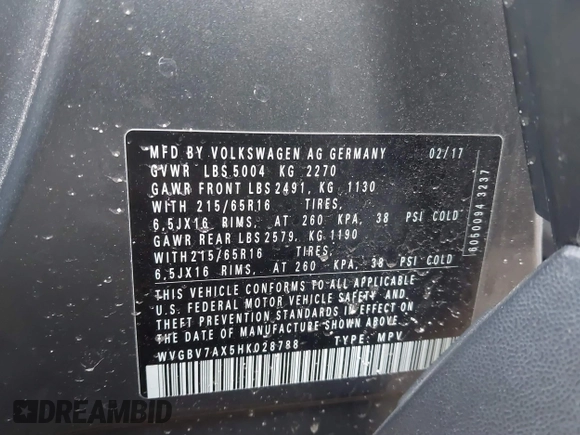 MFD BY VOLKSWAGEN AG GERMANY 02/17
GVWR LBS 5004 KG 2270
GAWR FRONT LBS 2491, KG 1130
WITH 215/65R16 TIRES,
6,5JX16 RIMS, AT 260 KPA, 38 PSI COLD
GAWR REAR LBS 2579, KG 1190
WITH 215/65R16 TIRES,
6,5JX16 RIMS, AT 260 KPA, 38 PSI COLD
THIS VEHICLE CONFORMS TO ALL APPLICABLE
U.S. FEDERAL MOTOR VEHICLE SAFETY AND
THEFT PREVENTION STANDARDS IN EFFECT ON
THE DATE OF MANUFACTURE SHOWN ABOVE.
WVGBV7AX5HK028788 TYPE: MPV
6050094 3237
DREAMBID